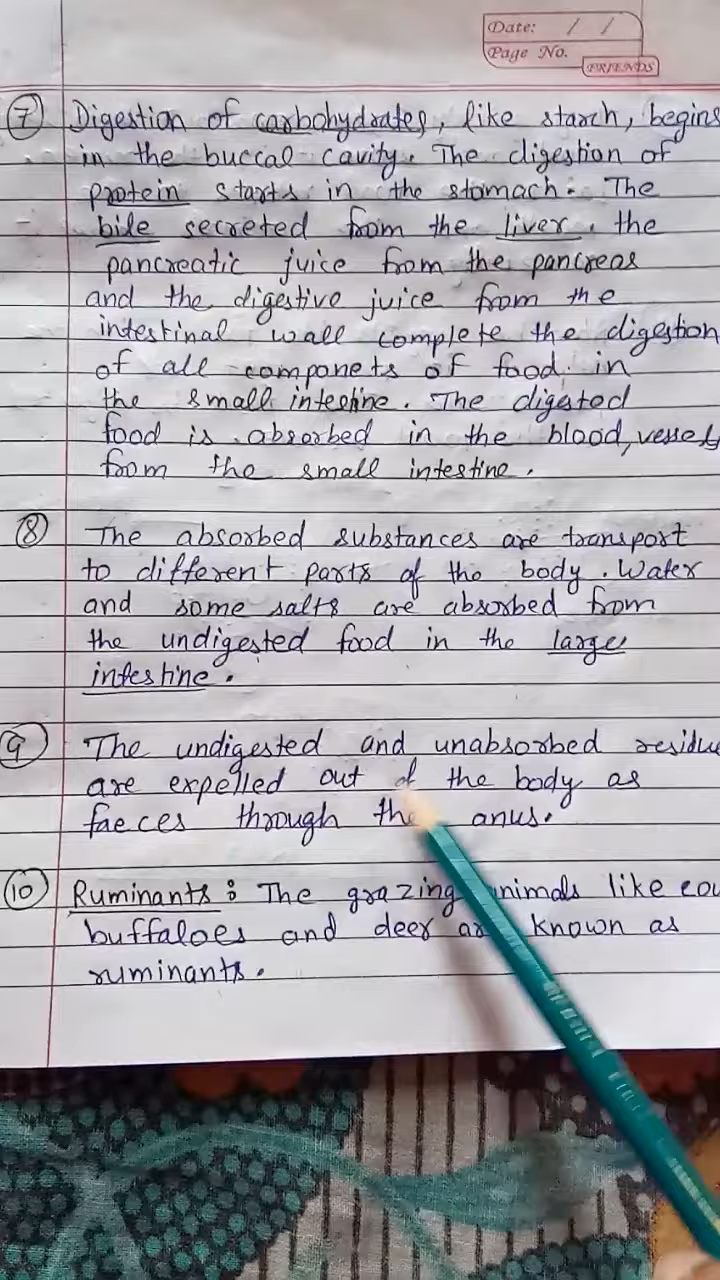 Date: / /
Page No.
FRIENDS
⑦ Digestion of carbohydrates, like starch, begins
in the buccal cavity. The digestion of
protein starts in the stomach. The
bile secreted from the liver, the
pancreatic juice from the pancreas
and the digestive juice from the
intestinal wall complete the digestion
of all componets of food in
the small intestine. The digested
food is absorbed in the blood, vessels
from the small intestine.
⑧ The absorbed substances are transport
to different parts of the body. Water
and some salts are absorbed from
the undigested food in the large
intestine.
⑨ The undigested and unabsorbed residu
are expelled out of the body as
faeces through the anus.
⑩ Ruminants : The grazing animals like cow
buffaloes and deer are known as
ruminants.